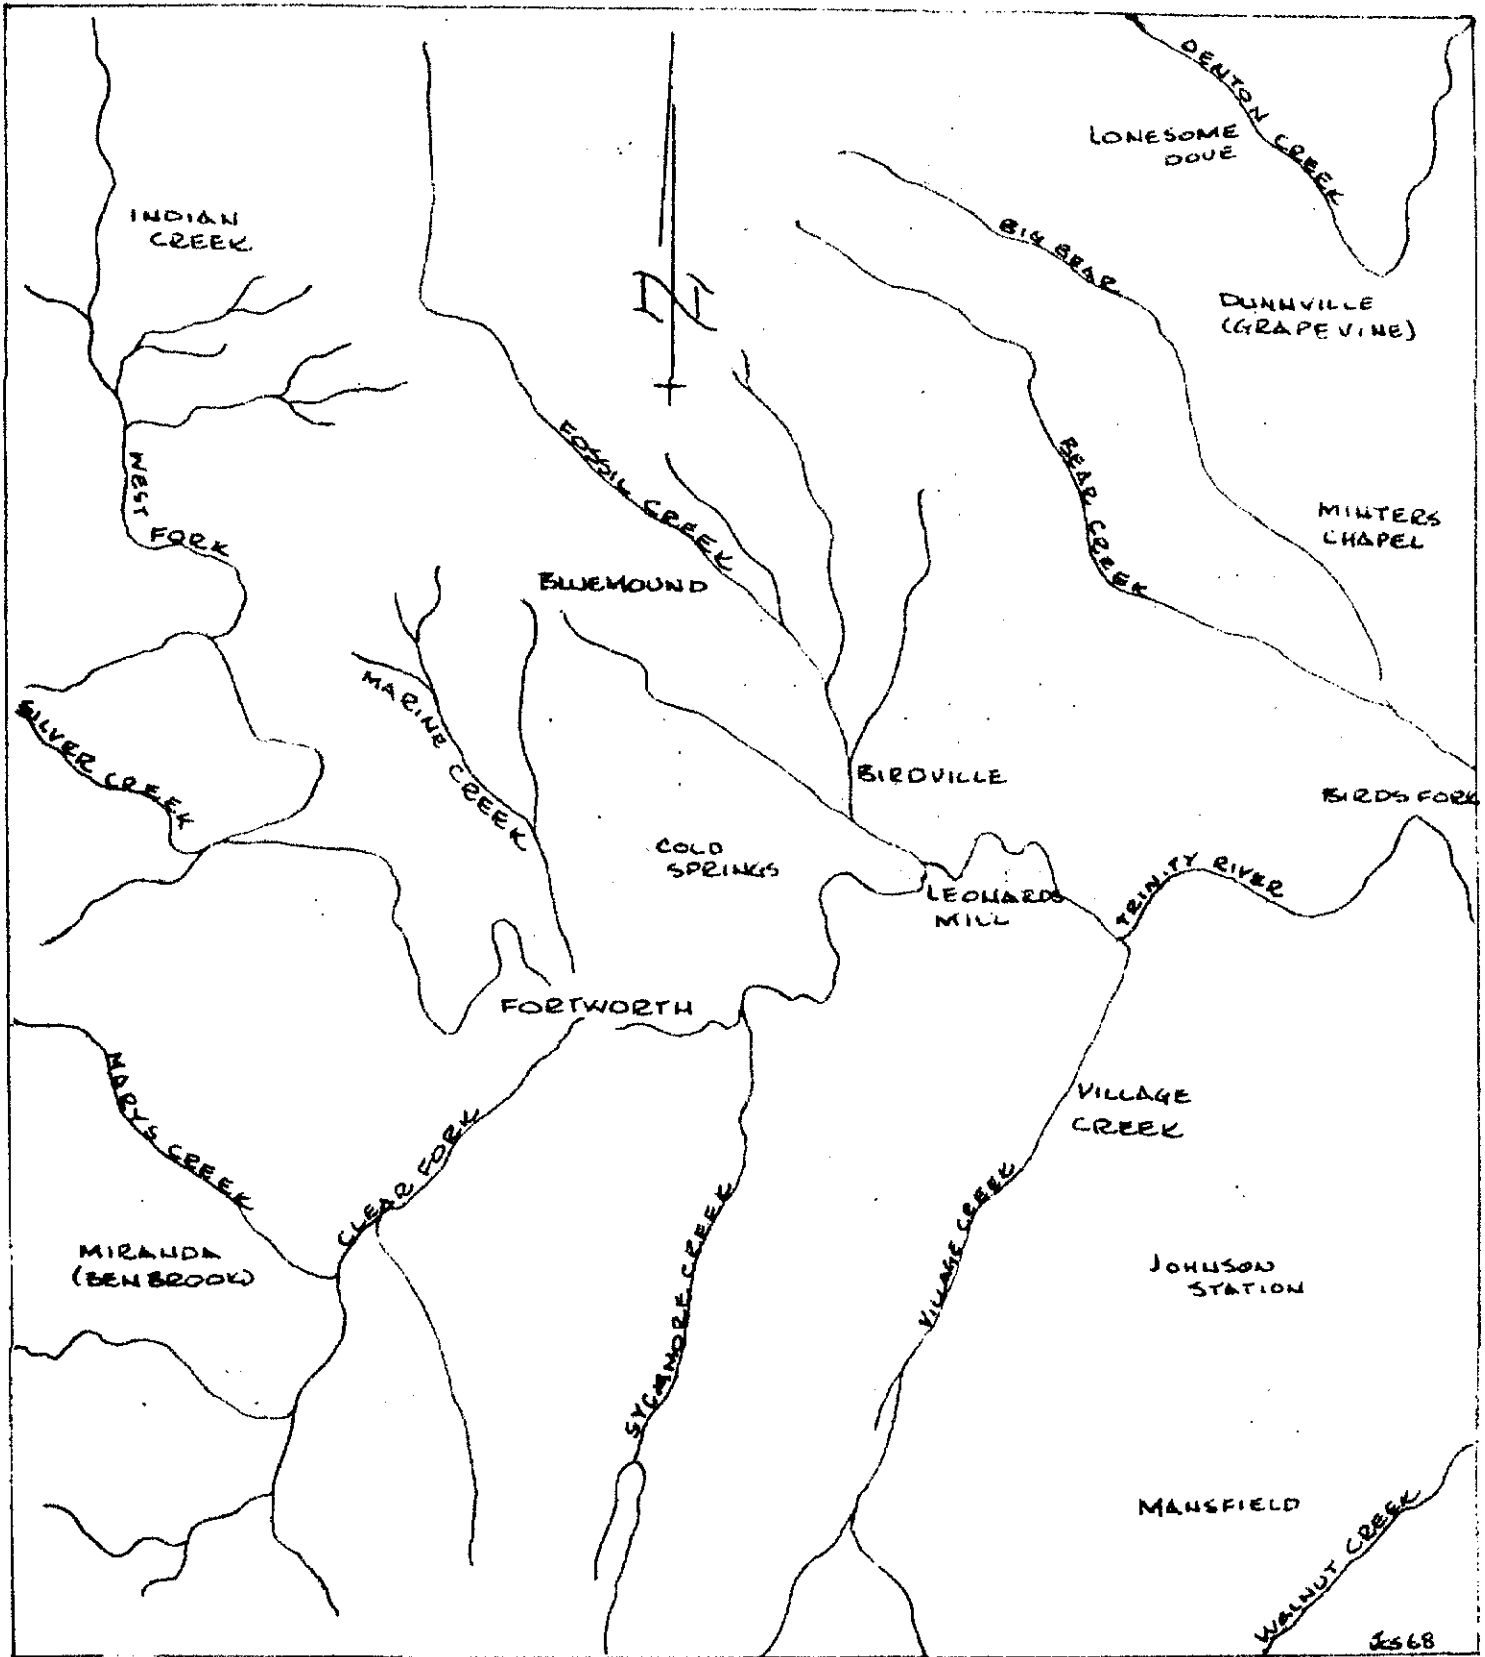 DENTON CREEK
LONESOME
DOVE
INDIAN
CREEK
BIG BEAR
N
DUNNVILLE
(GRAPEVINE)
WEST
FORK
FOSSIL CREEK
BEAR CREEK
MINTERS
CHAPEL
BLUEMOUND
MARINE CREEK
SILVER CREEK
BIRDVILLE
BIRDS FORK
COLD
SPRINGS
LEONARDS
MILL
TRINITY RIVER
FORTWORTH
MARYS CREEK
CLEAR FORK
VILLAGE
CREEK
VILLAGE CREEK
SYCAMORE CREEK
MIRANDA
(BENBROOK)
JOHNSON
STATION
MANSFIELD
WALNUT CREEK